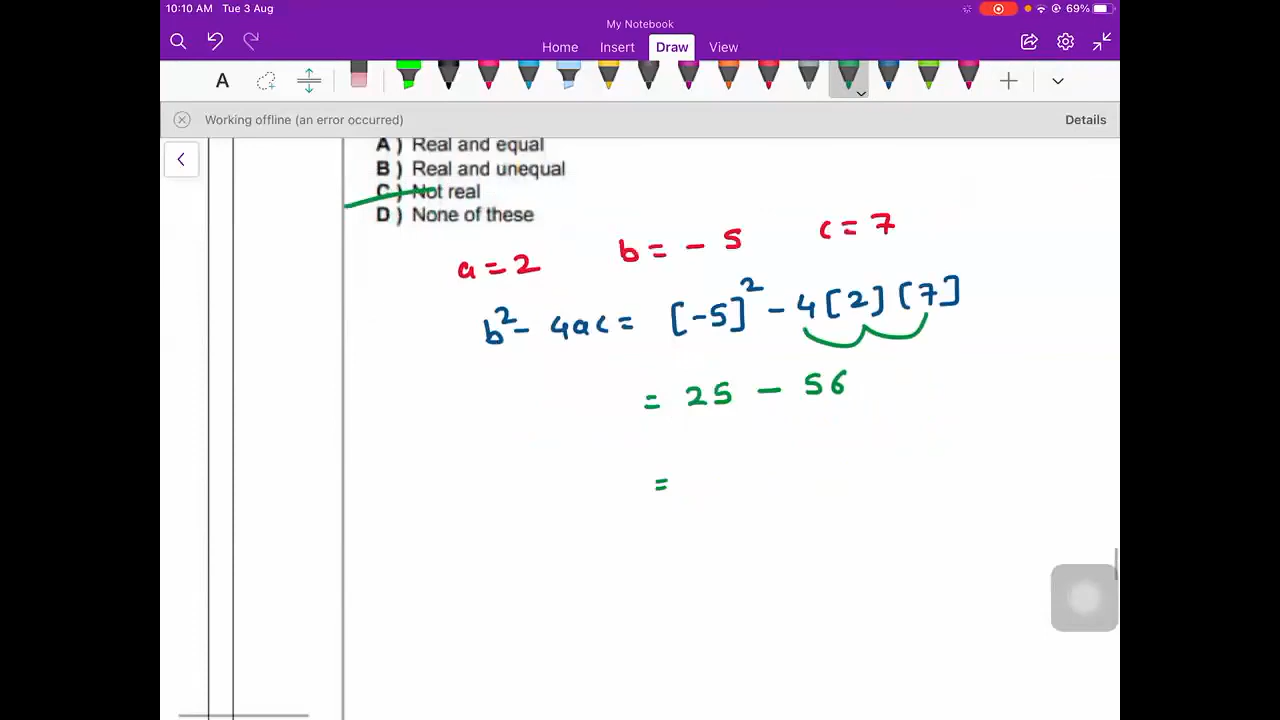 10:10 AM Tue 3 Aug
69%
My Notebook
Home Insert Draw View
A
Working offline (an error occurred) Details
A ) Real and equal
B ) Real and unequal
C ) Not real
D ) None of these
a = 2 b = - 5 c = 7
b² - 4ac = [-5]² - 4[2][7]
= 25 - 56
=